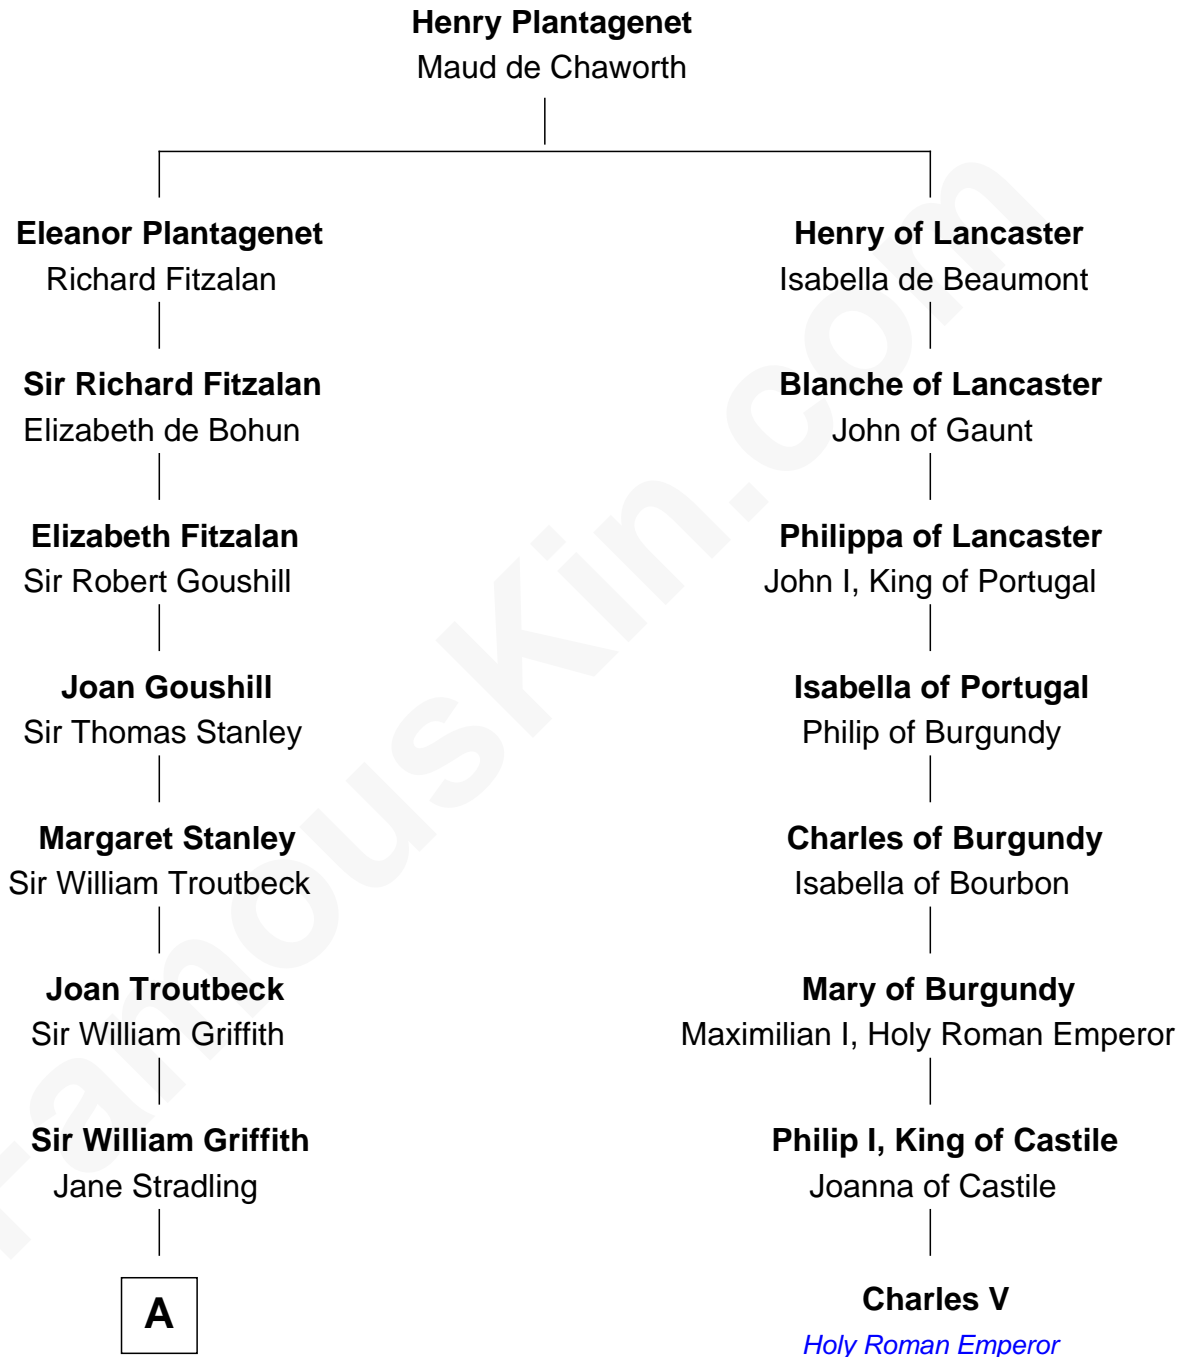 Henry Plantagenet
Maud de Chaworth
Eleanor Plantagenet
Richard Fitzalan
Sir Richard Fitzalan
Elizabeth de Bohun
Elizabeth Fitzalan
Sir Robert Goushill
Joan Goushill
Sir Thomas Stanley
Margaret Stanley
Sir William Troutbeck
Joan Troutbeck
Sir William Griffith
Sir William Griffith
Jane Stradling
A
Henry of Lancaster
Isabella de Beaumont
Blanche of Lancaster
John of Gaunt
Philippa of Lancaster
John I, King of Portugal
Isabella of Portugal
Philip of Burgundy
Charles of Burgundy
Isabella of Bourbon
Mary of Burgundy
Maximilian I, Holy Roman Emperor
Philip I, King of Castile
Joanna of Castile
Charles V
Holy Roman Emperor
FamousKin.com